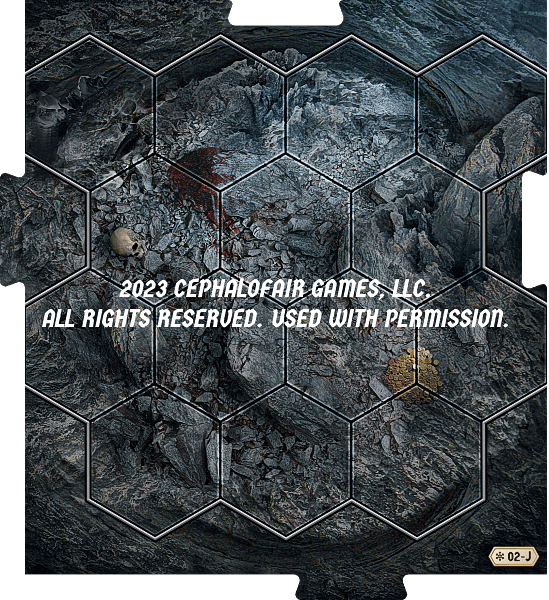 2023 CEPHALOFAIR GAMES, LLC.
ALL RIGHTS RESERVED. USED WITH PERMISSION.
02-J